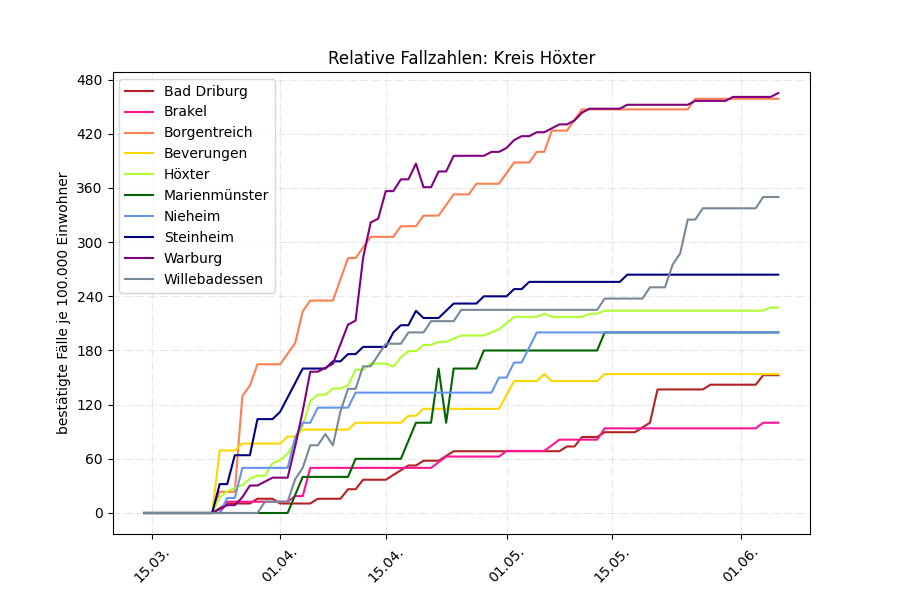 Relative Fallzahlen: Kreis Höxter
bestätigte Fälle je 100.000 Einwohner
480
420
360
300
240
180
120
60
0
Bad Driburg
Brakel
Borgentreich
Beverungen
Höxter
Marienmünster
Nieheim
Steinheim
Warburg
Willebadessen
15.03.
01.04.
15.04.
01.05.
15.05.
01.06.